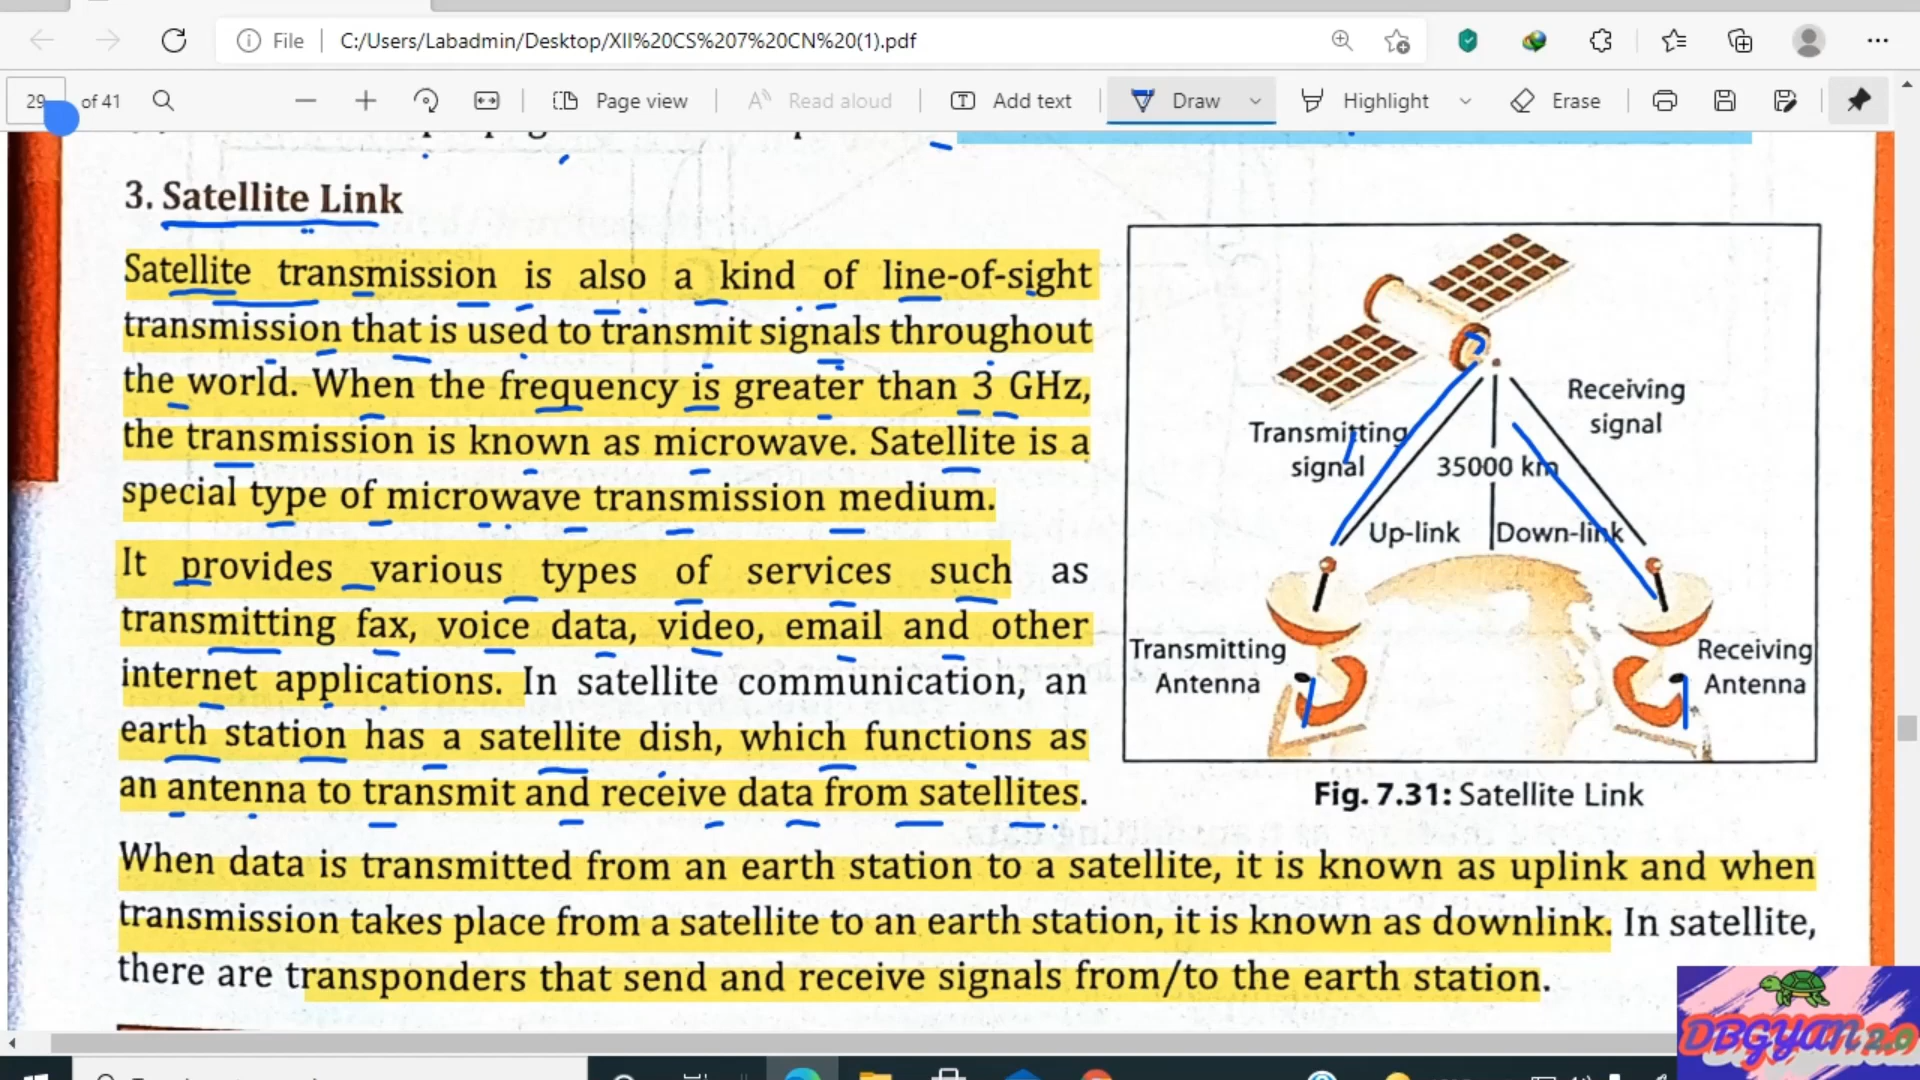 File
C:/Users/Labadmin/Desktop/XII%20CS%207%20CN%20(1).pdf
29 of 41
Page view
Read aloud
Add text
Draw
Highlight
Erase
3. Satellite Link
Satellite transmission is also a kind of line-of-sight
transmission that is used to transmit signals throughout
the world. When the frequency is greater than 3 GHz,
the transmission is known as microwave. Satellite is a
special type of microwave transmission medium.
It provides various types of services such as
transmitting fax, voice data, video, email and other
internet applications. In satellite communication, an
earth station has a satellite dish, which functions as
an antenna to transmit and receive data from satellites.
Receiving
signal
Transmitting
signal
35000 km
Up-link
Down-link
Transmitting
Antenna
Receiving
Antenna
Fig. 7.31: Satellite Link
When data is transmitted from an earth station to a satellite, it is known as uplink and when
transmission takes place from a satellite to an earth station, it is known as downlink. In satellite,
there are transponders that send and receive signals from/to the earth station.
DBGYAN 2.0